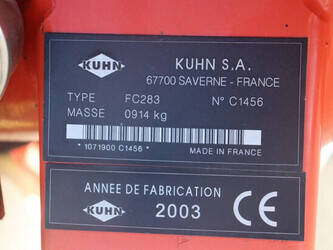 KUHN
KUHN S.A.
67700 SAVERNE - FRANCE
TYPE FC283 N° C1456
MASSE 0914 kg
* 1071900 C1456 * MADE IN FRANCE
KUHN
ANNEE DE FABRICATION
2003 CE